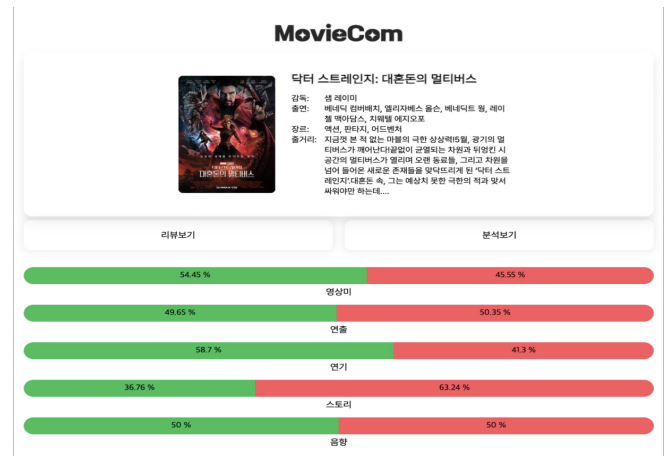 MovieCom
닥터 스트레인지: 대혼돈의 멀티버스
감독: 샘 레이미
출연: 베네딕 컴버배치, 엘리자베스 올슨, 베네딕트 웡, 레이
첼 맥아담스, 치웨텔 에지오포
장르: 액션, 판타지, 어드벤처
줄거리: 지금껏 본 적 없는 마블의 극한 상상력!5월, 광기의 멀
티버스가 깨어난다!끝없이 균열되는 차원과 뒤엉킨 시
공간의 멀티버스가 열리며 오랜 동료들, 그리고 차원을
넘어 들어온 새로운 존재들을 맞닥뜨리게 된 ‘닥터 스트
레인지’.대혼돈 속, 그는 예상치 못한 극한의 적과 맞서
싸워야만 하는데....
대혼돈의 멀티버스
리뷰보기 분석보기
54.45 % 45.55 %
영상미
49.65 % 50.35 %
연출
58.7 % 41.3 %
연기
36.76 % 63.24 %
스토리
50 % 50 %
음향